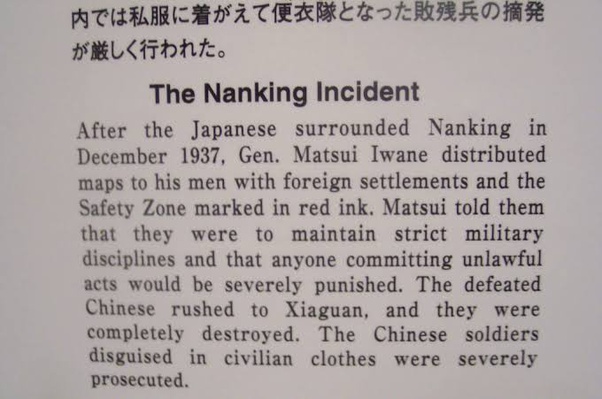 内では私服に着がえて便衣隊となった敗残兵の摘発
が厳しく行われた。
The Nanking Incident
After the Japanese surrounded Nanking in
December 1937, Gen. Matsui Iwane distributed
maps to his men with foreign settlements and the
Safety Zone marked in red ink. Matsui told them
that they were to maintain strict military
disciplines and that anyone committing unlawful
acts would be severely punished. The defeated
Chinese rushed to Xiaguan, and they were
completely destroyed. The Chinese soldiers
disguised in civilian clothes were severely
prosecuted.